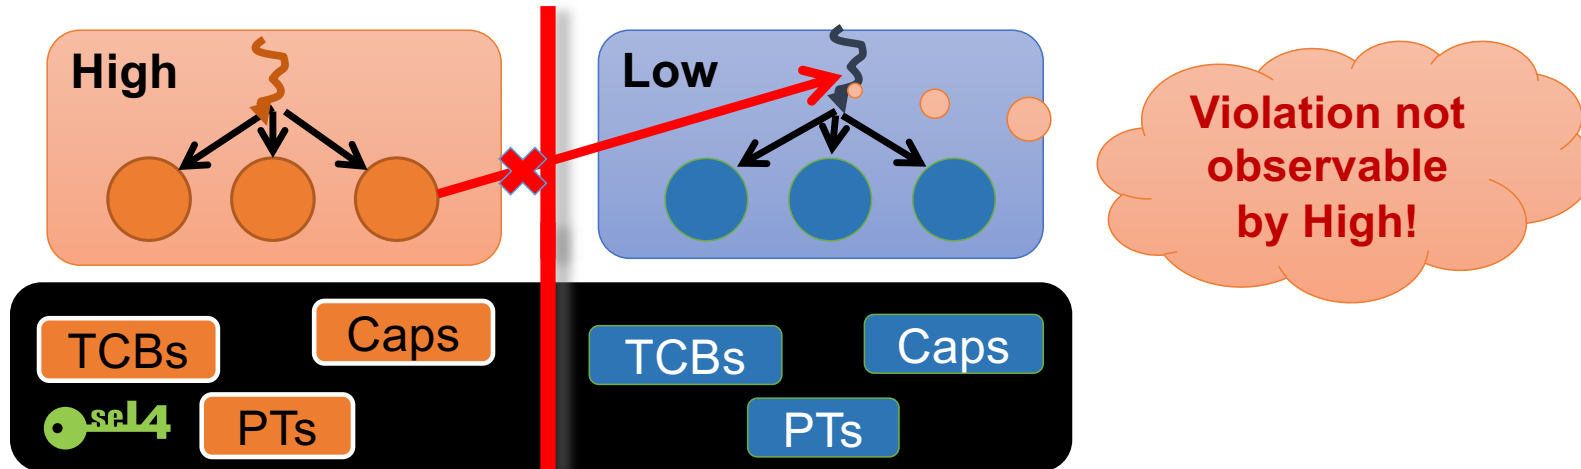 High
Low
Violation not
observable
by High!
TCBs
Caps
seL4
PTs
TCBs
Caps
PTs